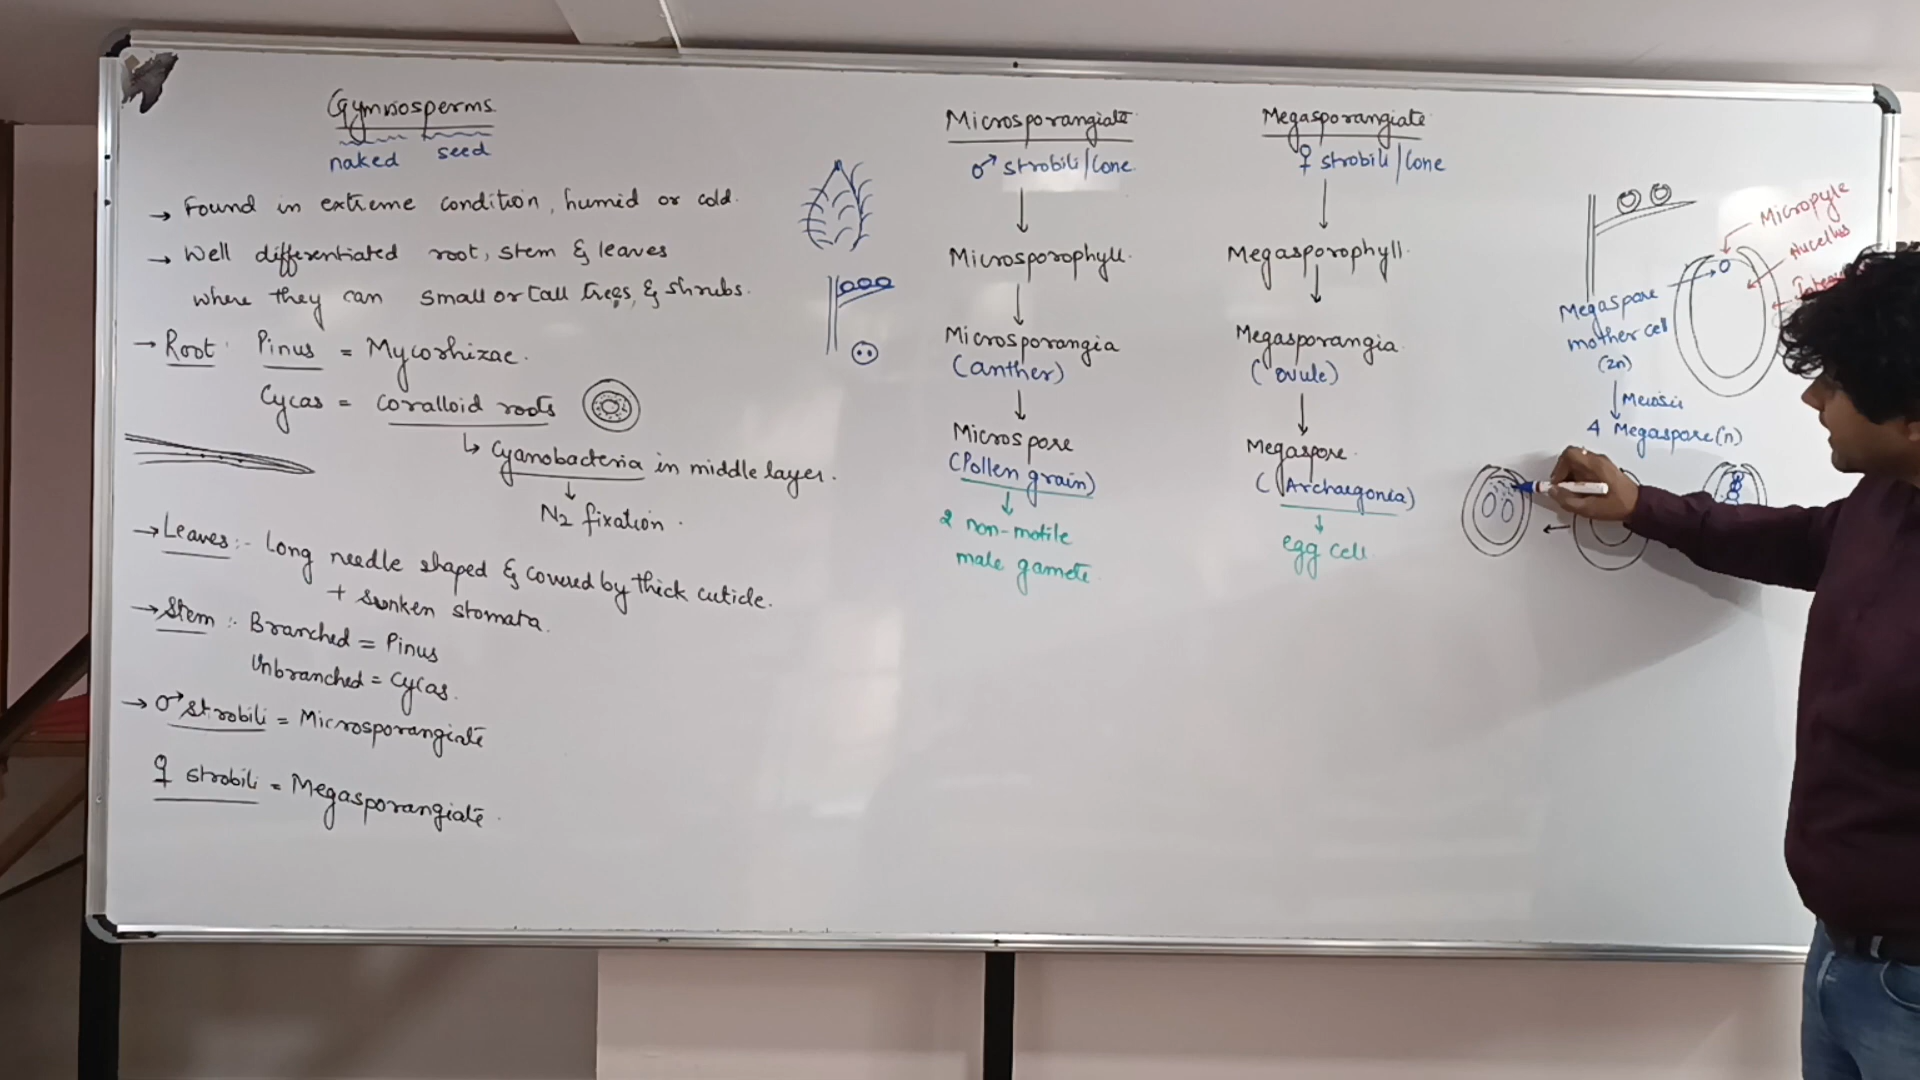 Gymnosperms
naked seed
→ Found in extreme condition, humid or cold.
→ Well differentiated root, stem & leaves
where they can small or tall trees, & shrubs.
→ Root: Pinus = Mycorhizae.
Cycas = coralloid roots
↳ Cyanobacteria in middle layer.
↓
N2 fixation.
→ Leaves:- Long needle shaped & covered by thick cuticle.
+ sunken stomata.
→ Stem:- Branched = Pinus
Unbranched = Cycas.
→ ♂ strobili = Microsporangiate
♀ strobili = Megasporangiate.
Microsporangiate
♂ strobili/cone
↓
Microsporophyll.
↓
Microsporangia
(anther)
↓
Microspore
(Pollen grain)
↓
2 non-motile
male gamete.
Megasporangiate
♀ strobili/cone
↓
Megasporophyll.
↓
Megasporangia.
(ovule)
↓
Megaspore.
(Archaegonia)
↓
egg cell.
Micropyle
Nucellus
Megaspore
mother cell
(2n)
↓ Meiosis
4 Megaspore(n)